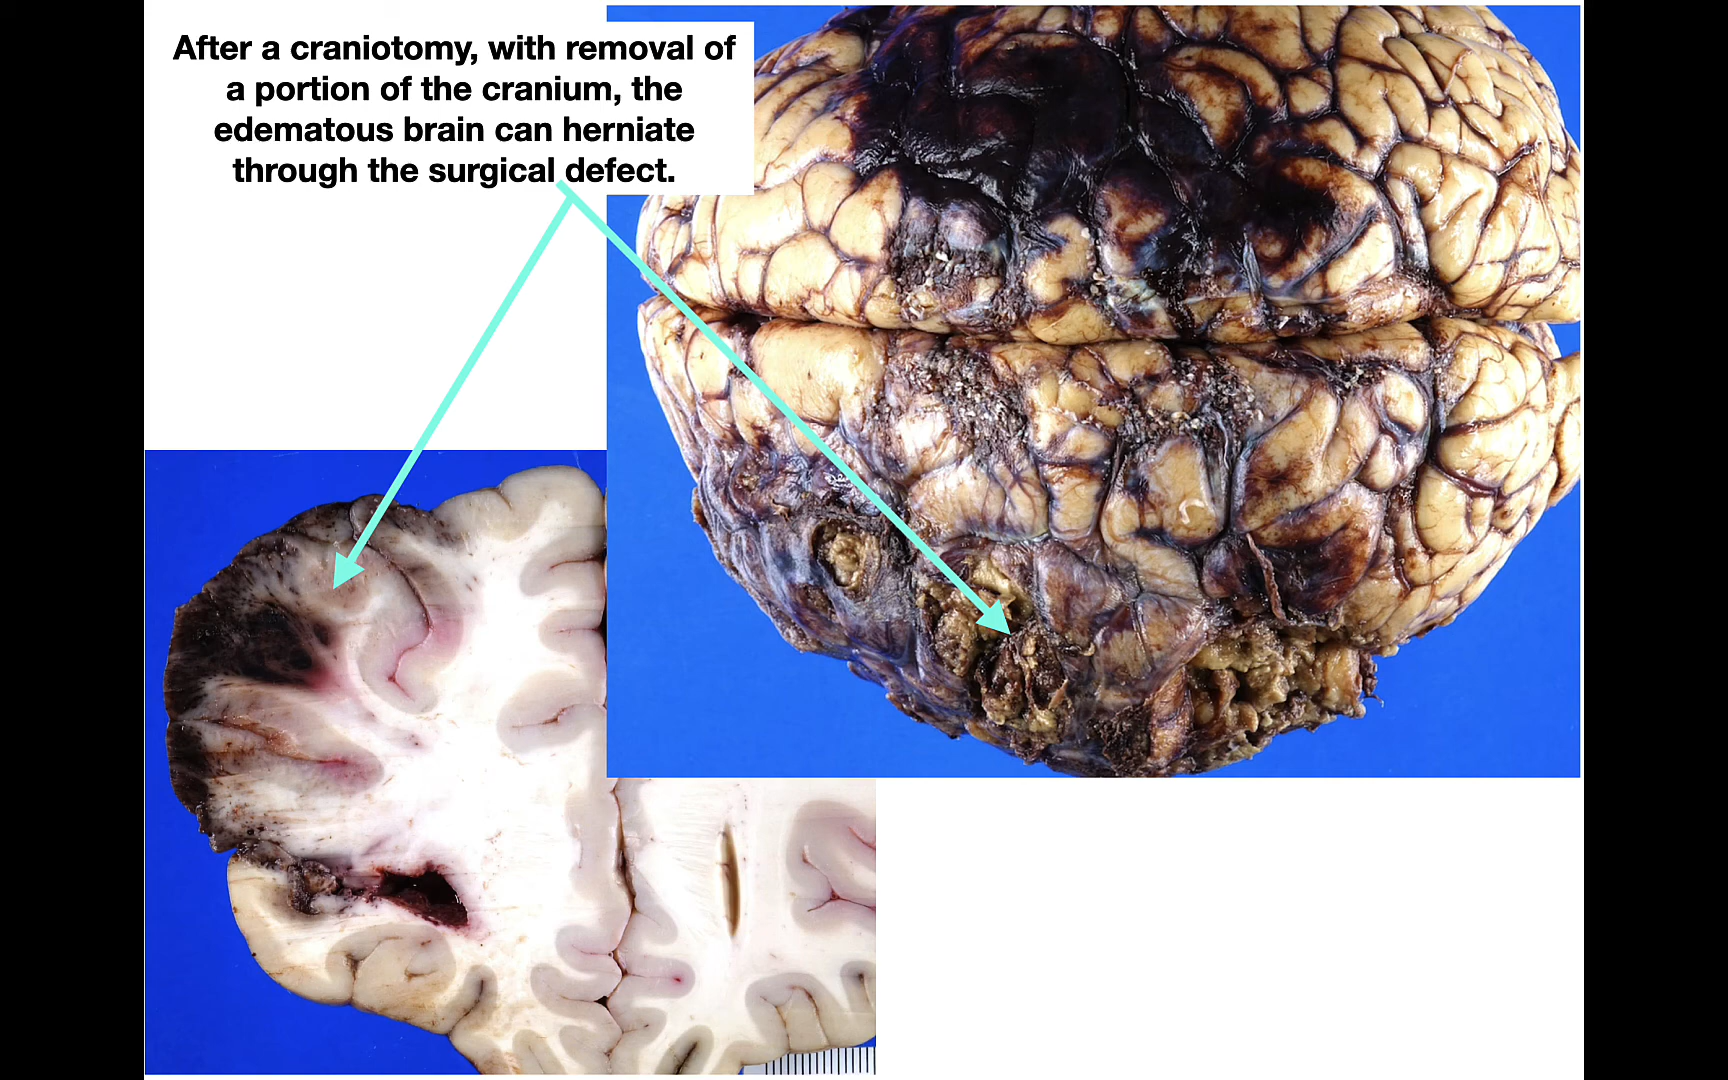 After a craniotomy, with removal of
a portion of the cranium, the
edematous brain can herniate
through the surgical defect.